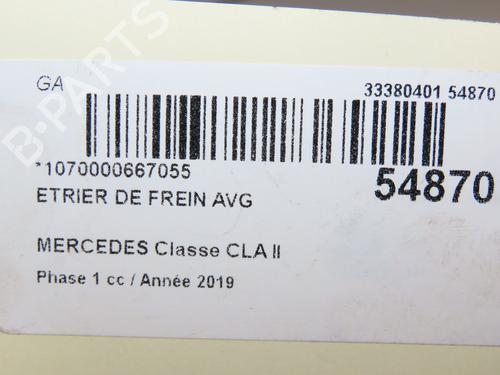 GA
33380401 54870
*1070000667055
54870
ETRIER DE FREIN AVG
MERCEDES Classe CLA II
Phase 1 cc / Année 2019
B-PARTS